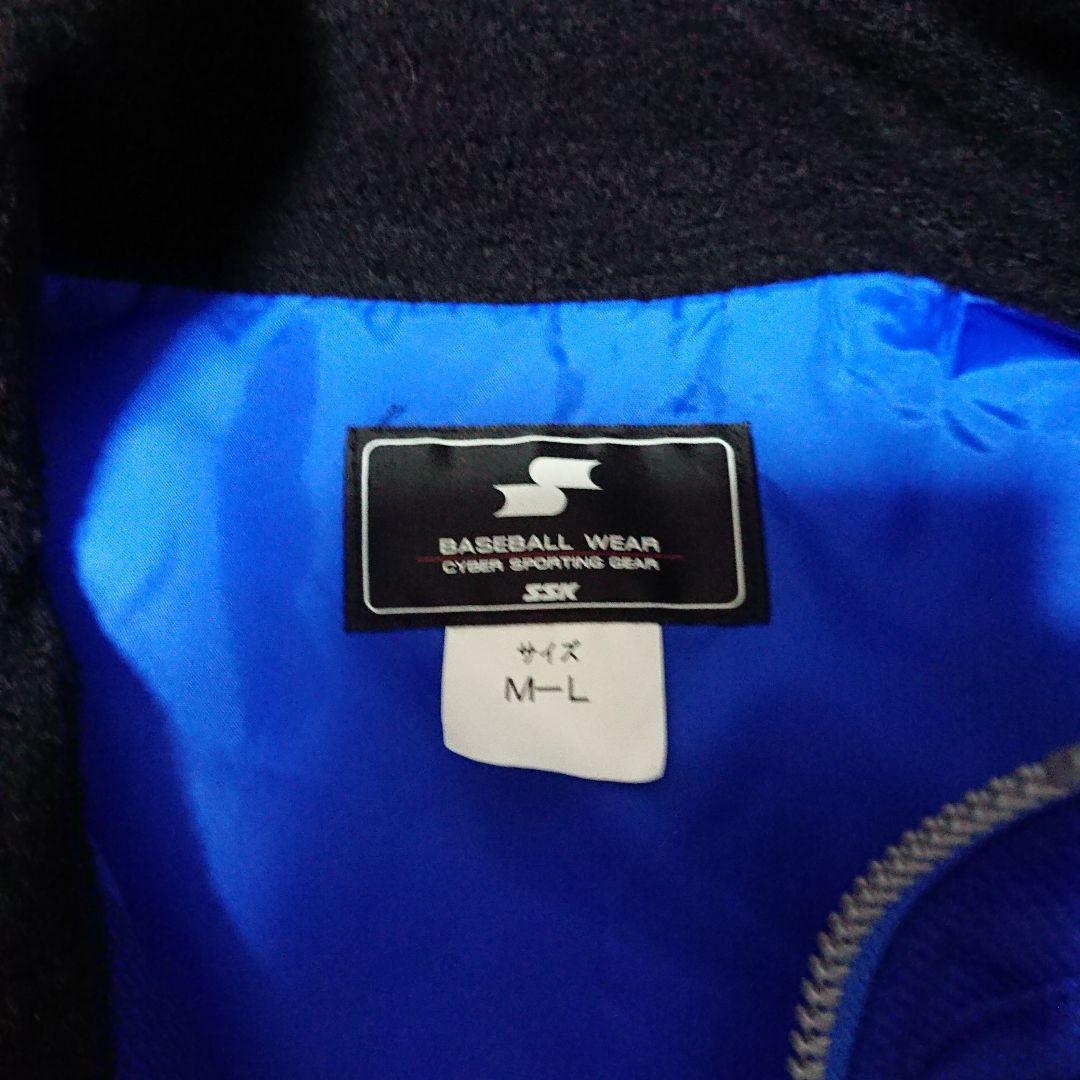 BASEBALL WEAR
CYBER SPORTING GEAR
SSK
サイズ
M-L